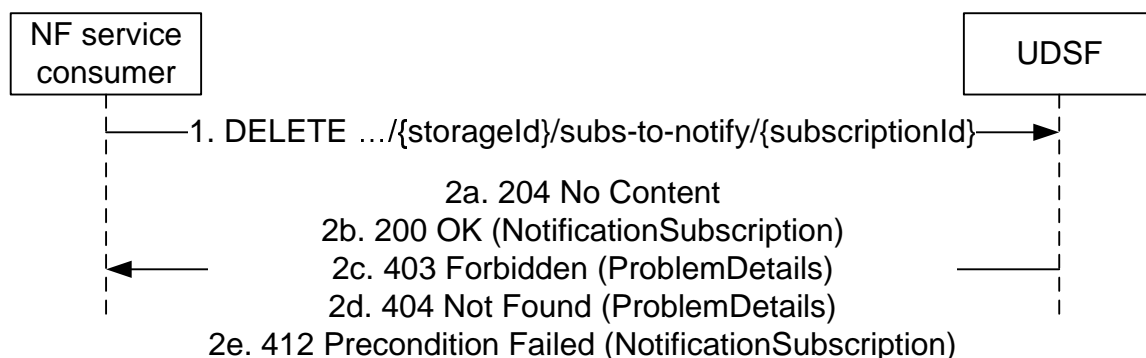 NF service
consumer
UDSF
1. DELETE …/{storageId}/subs-to-notify/{subscriptionId}
2a. 204 No Content
2b. 200 OK (NotificationSubscription)
2c. 403 Forbidden (ProblemDetails)
2d. 404 Not Found (ProblemDetails)
2e. 412 Precondition Failed (NotificationSubscription)